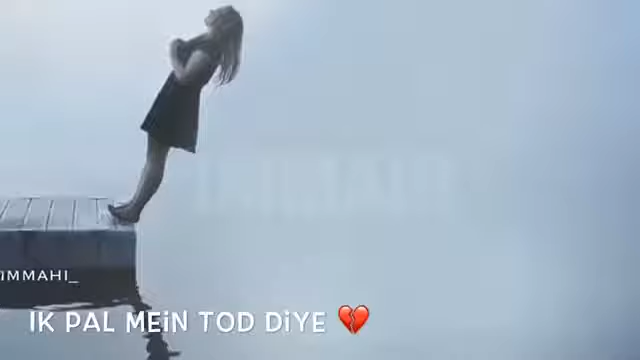 IMMAHI_
IK PAL MEiN TOD DiYE 💔